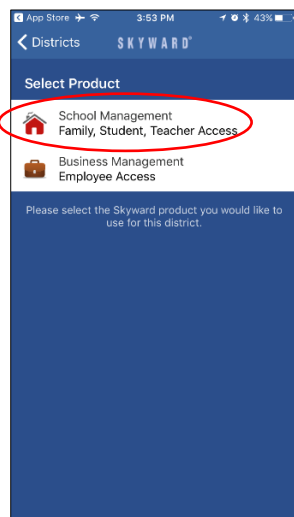 App Store 3:53 PM 43%
Districts SKYWARD®
Select Product
School Management
Family, Student, Teacher Access
Business Management
Employee Access
Please select the Skyward product you would like to
use for this district.